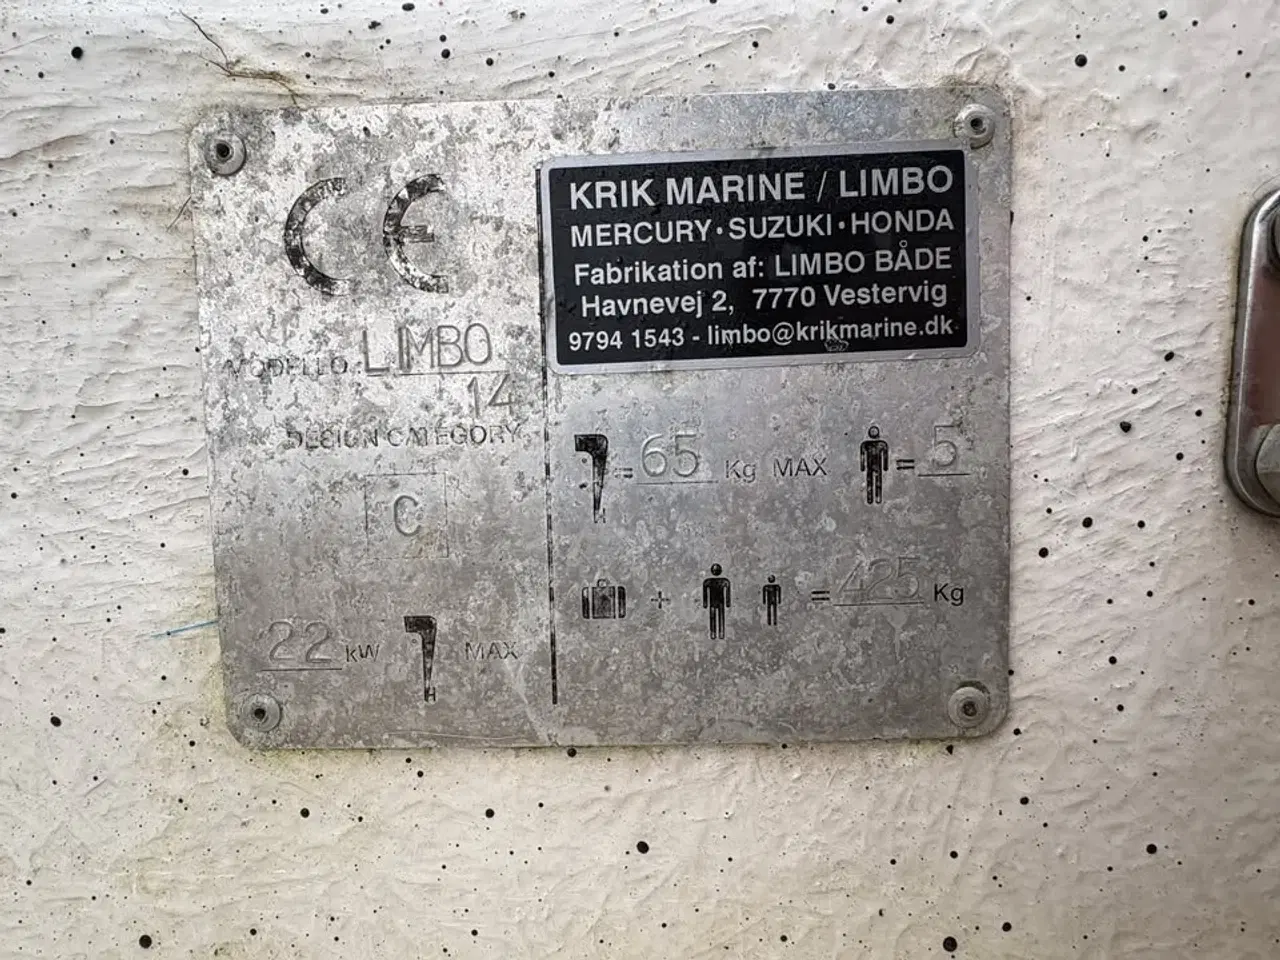 CE
KRIK MARINE / LIMBO
MERCURY·SUZUKI·HONDA
Fabrikation af: LIMBO BÅDE
Havnevej 2, 7770 Vestervig
9794 1543 - limbo@krikmarine.dk
MODELLO: LIMBO
14
DESIGN CATEGORY
C
= 65 Kg MAX = 5
+ = 425 Kg
22 kW MAX